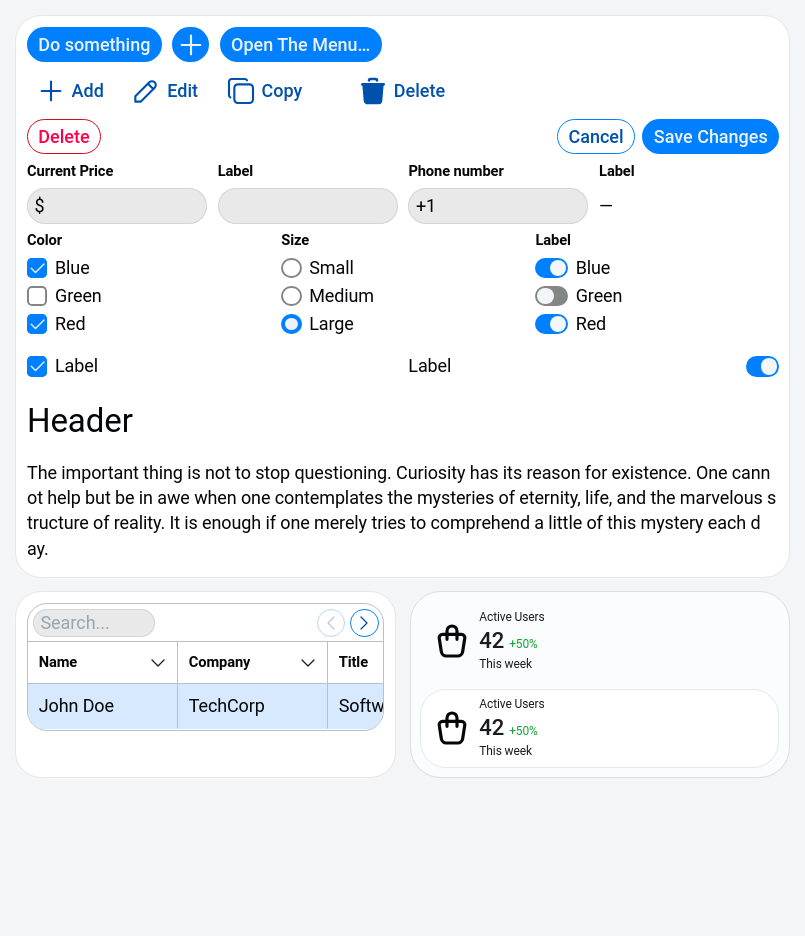 Do something
Open The Menu…
Add Edit Copy Delete
Delete Cancel Save Changes
Current Price Label Phone number Label
$ +1 —
Color Size Label
Blue Small Blue
Green Medium Green
Red Large Red
Label Label
Header
The important thing is not to stop questioning. Curiosity has its reason for existence. One cann
ot help but be in awe when one contemplates the mysteries of eternity, life, and the marvelous s
tructure of reality. It is enough if one merely tries to comprehend a little of this mystery each d
ay.
Search...
Name Company Title
John Doe TechCorp Softw
Active Users
42 +50%
This week
Active Users
42 +50%
This week